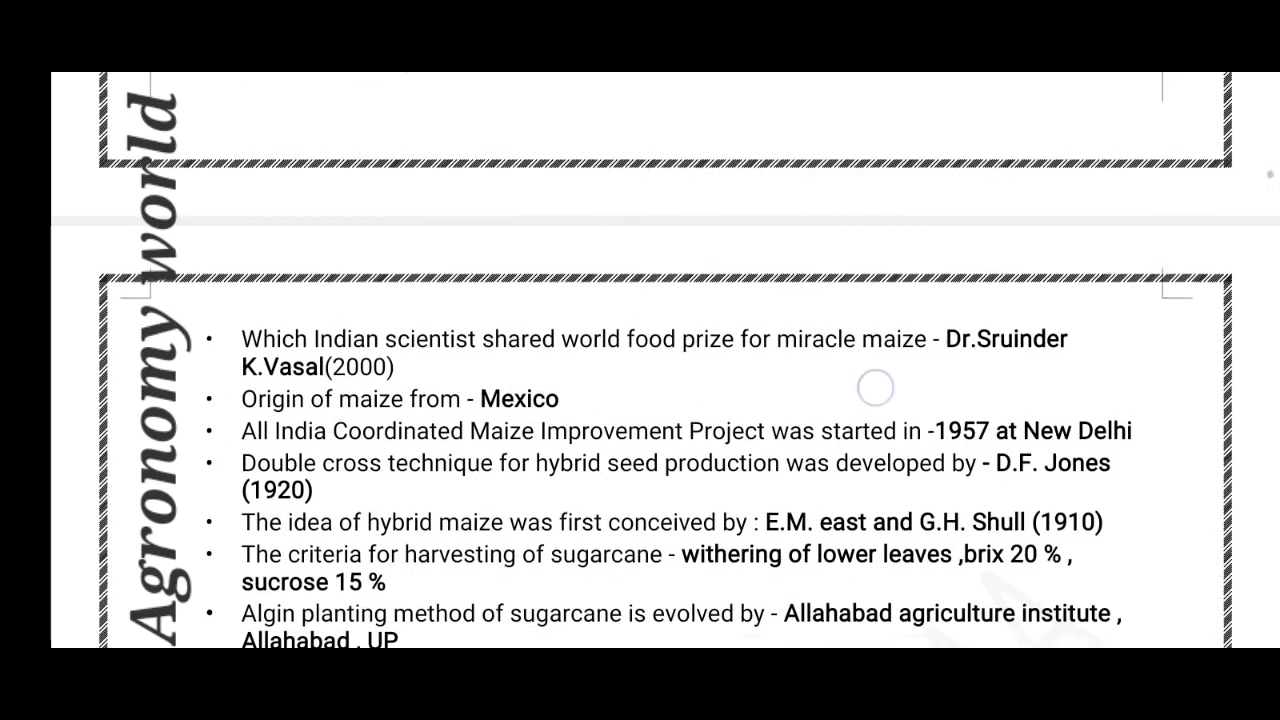 Agronomy world
• Which Indian scientist shared world food prize for miracle maize - Dr.Sruinder
K.Vasal(2000)
• Origin of maize from - Mexico
• All India Coordinated Maize Improvement Project was started in -1957 at New Delhi
• Double cross technique for hybrid seed production was developed by - D.F. Jones
(1920)
• The idea of hybrid maize was first conceived by : E.M. east and G.H. Shull (1910)
• The criteria for harvesting of sugarcane - withering of lower leaves ,brix 20 % ,
sucrose 15 %
• Algin planting method of sugarcane is evolved by - Allahabad agriculture institute ,
Allahabad , UP